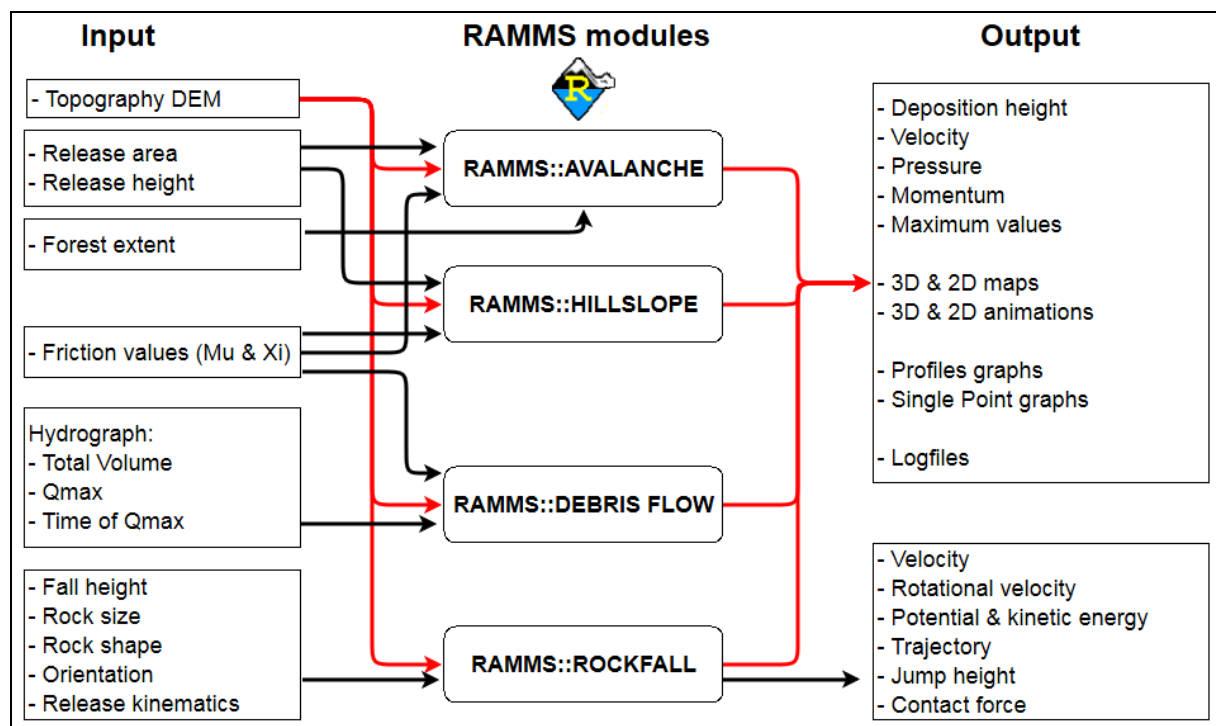 Input
RAMMS modules
Output
- Topography DEM
- Release area
- Release height
- Forest extent
- Friction values (Mu & Xi)
Hydrograph:
- Total Volume
- Qmax
- Time of Qmax
- Fall height
- Rock size
- Rock shape
- Orientation
- Release kinematics
R
RAMMS::AVALANCHE
RAMMS::HILLSLOPE
RAMMS::DEBRIS FLOW
RAMMS::ROCKFALL
- Deposition height
- Velocity
- Pressure
- Momentum
- Maximum values
- 3D & 2D maps
- 3D & 2D animations
- Profiles graphs
- Single Point graphs
- Logfiles
- Velocity
- Rotational velocity
- Potential & kinetic energy
- Trajectory
- Jump height
- Contact force